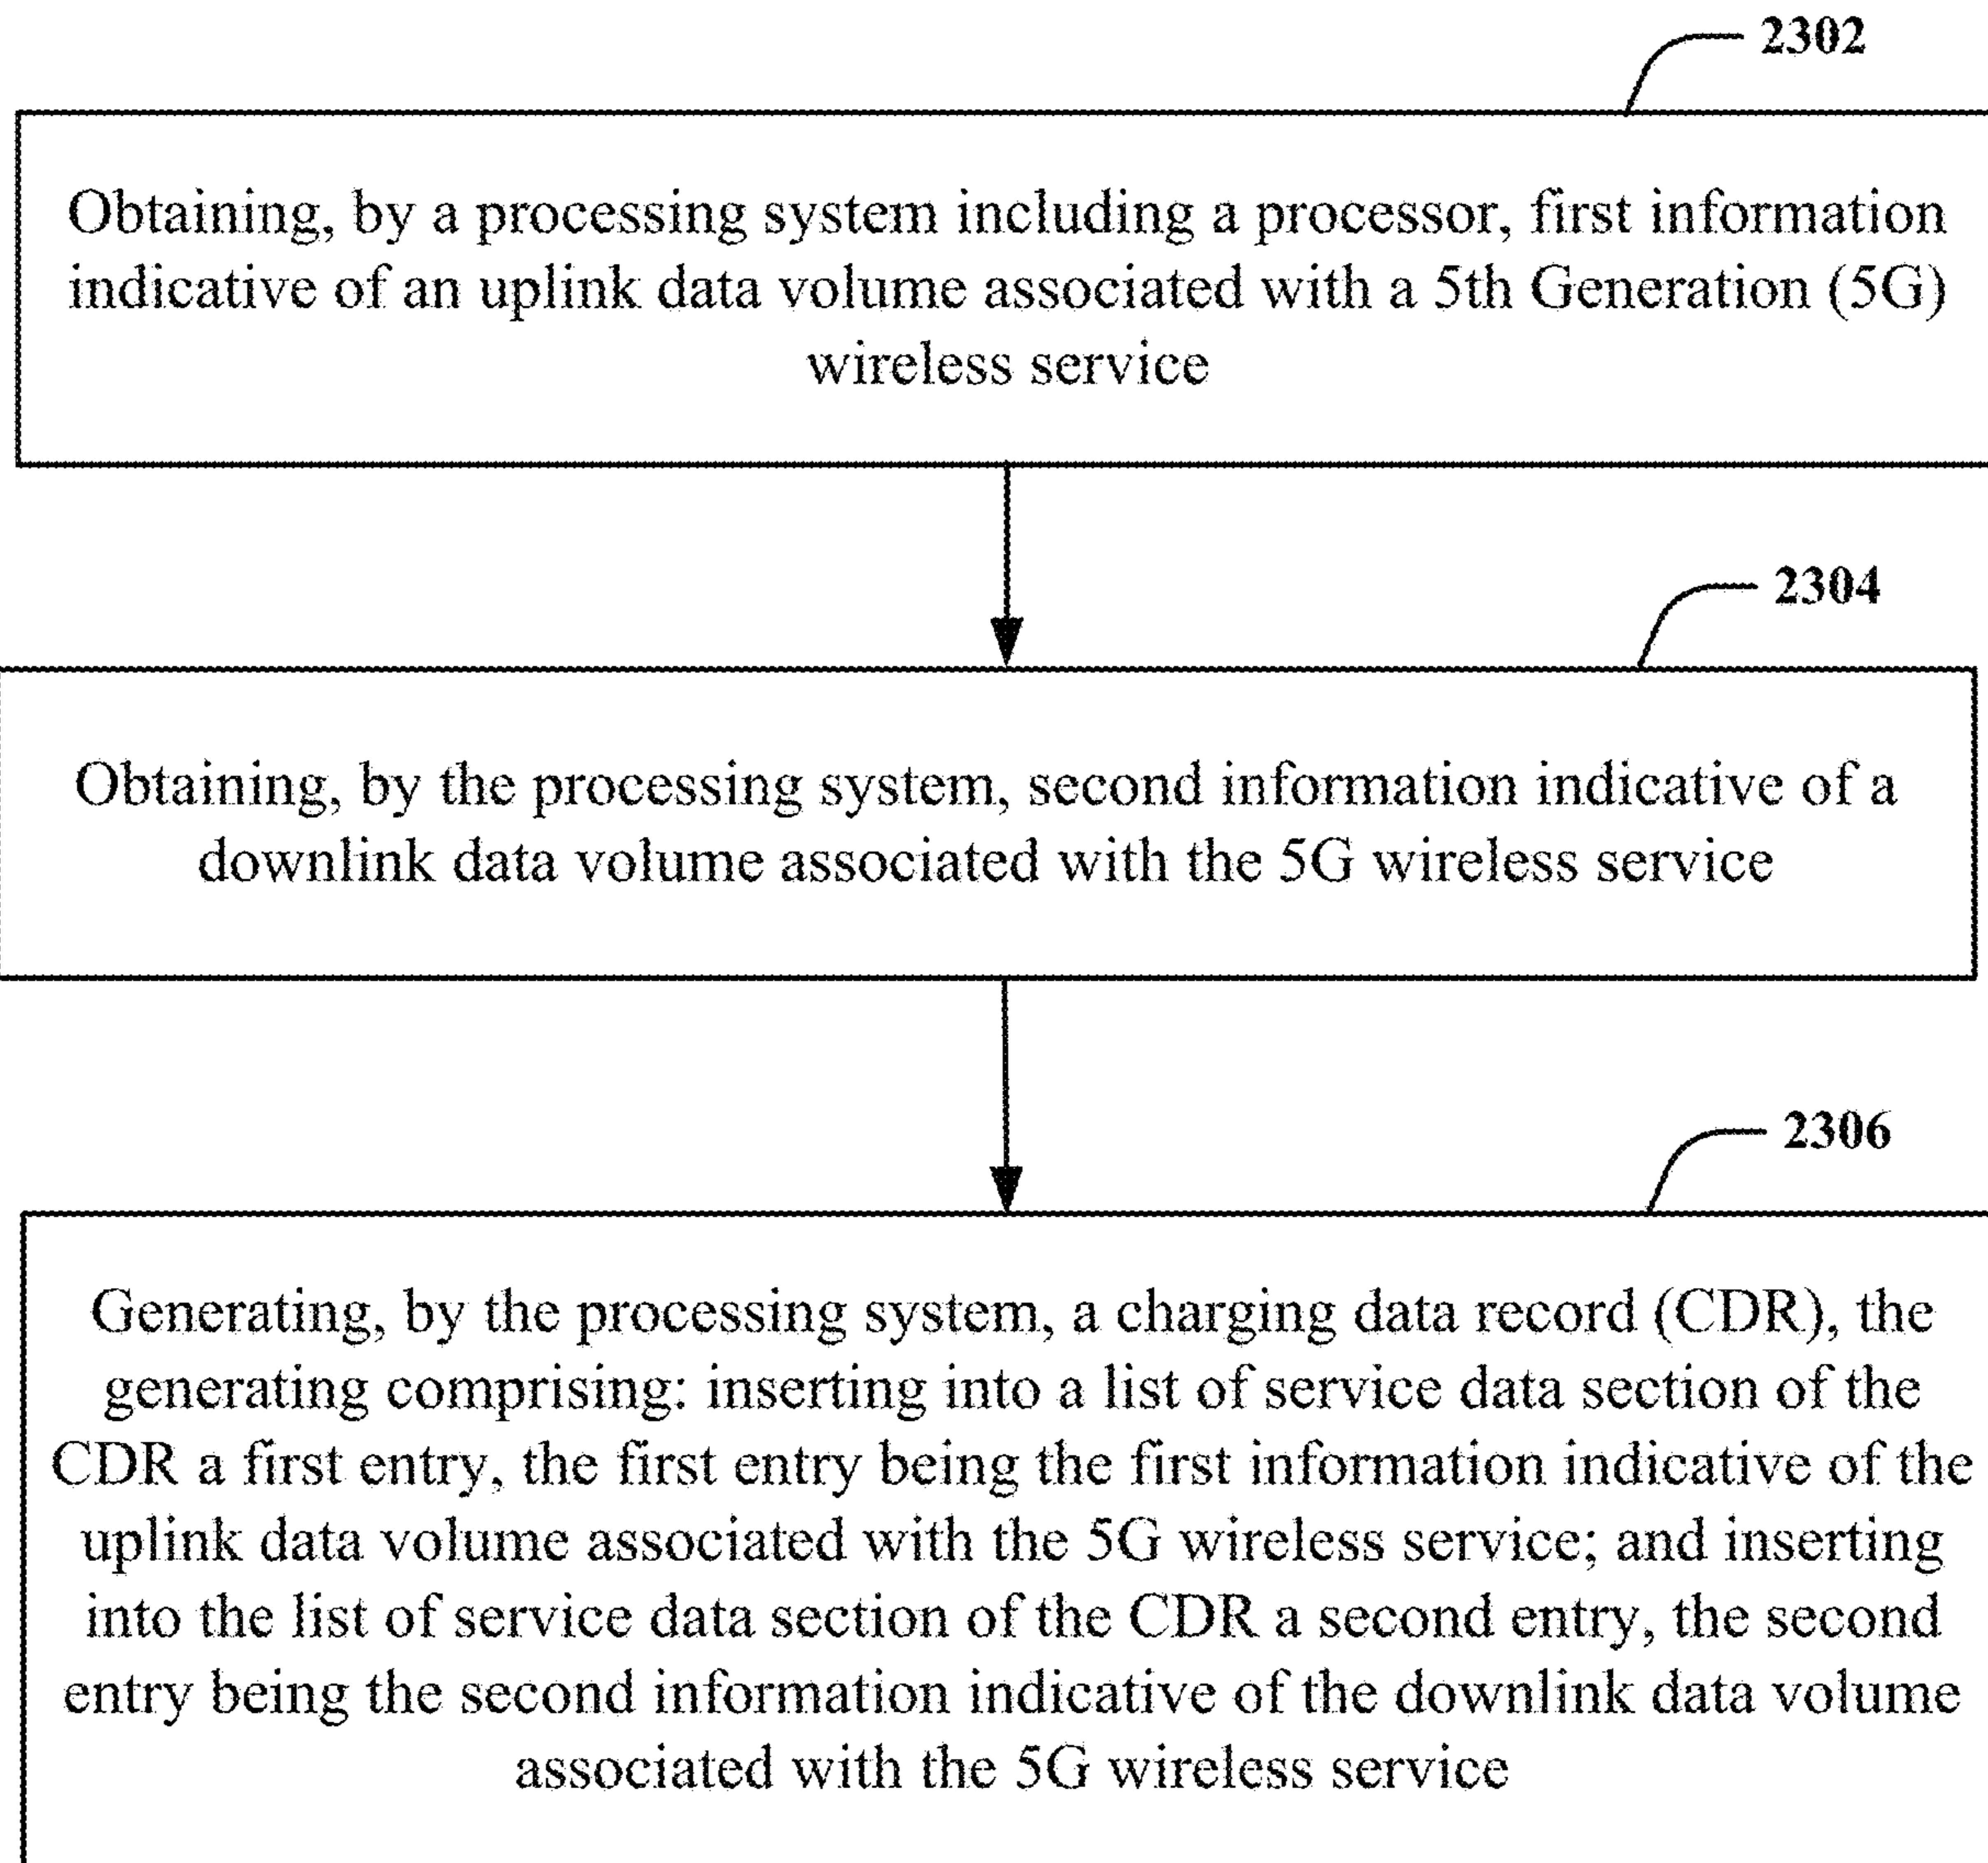 2302
Obtaining, by a processing system including a processor, first information
indicative of an uplink data volume associated with a 5th Generation (5G)
wireless service
2304
Obtaining, by the processing system, second information indicative of a
downlink data volume associated with the 5G wireless service
2306
Generating, by the processing system, a charging data record (CDR), the
generating comprising: inserting into a list of service data section of the
CDR a first entry, the first entry being the first information indicative of the
uplink data volume associated with the 5G wireless service; and inserting
into the list of service data section of the CDR a second entry, the second
entry being the second information indicative of the downlink data volume
associated with the 5G wireless service